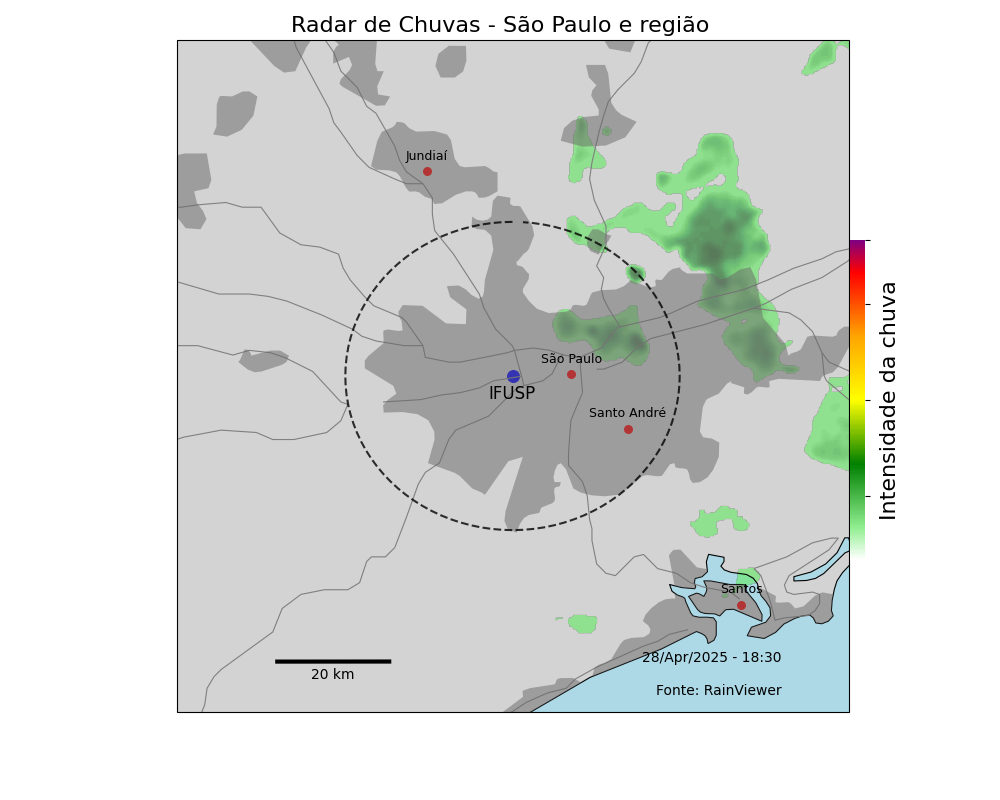 Radar de Chuvas - São Paulo e região
Jundiaí
São Paulo
IFUSP
Santo André
Santos
Intensidade da chuva
20 km
28/Apr/2025 - 18:30
Fonte: RainViewer